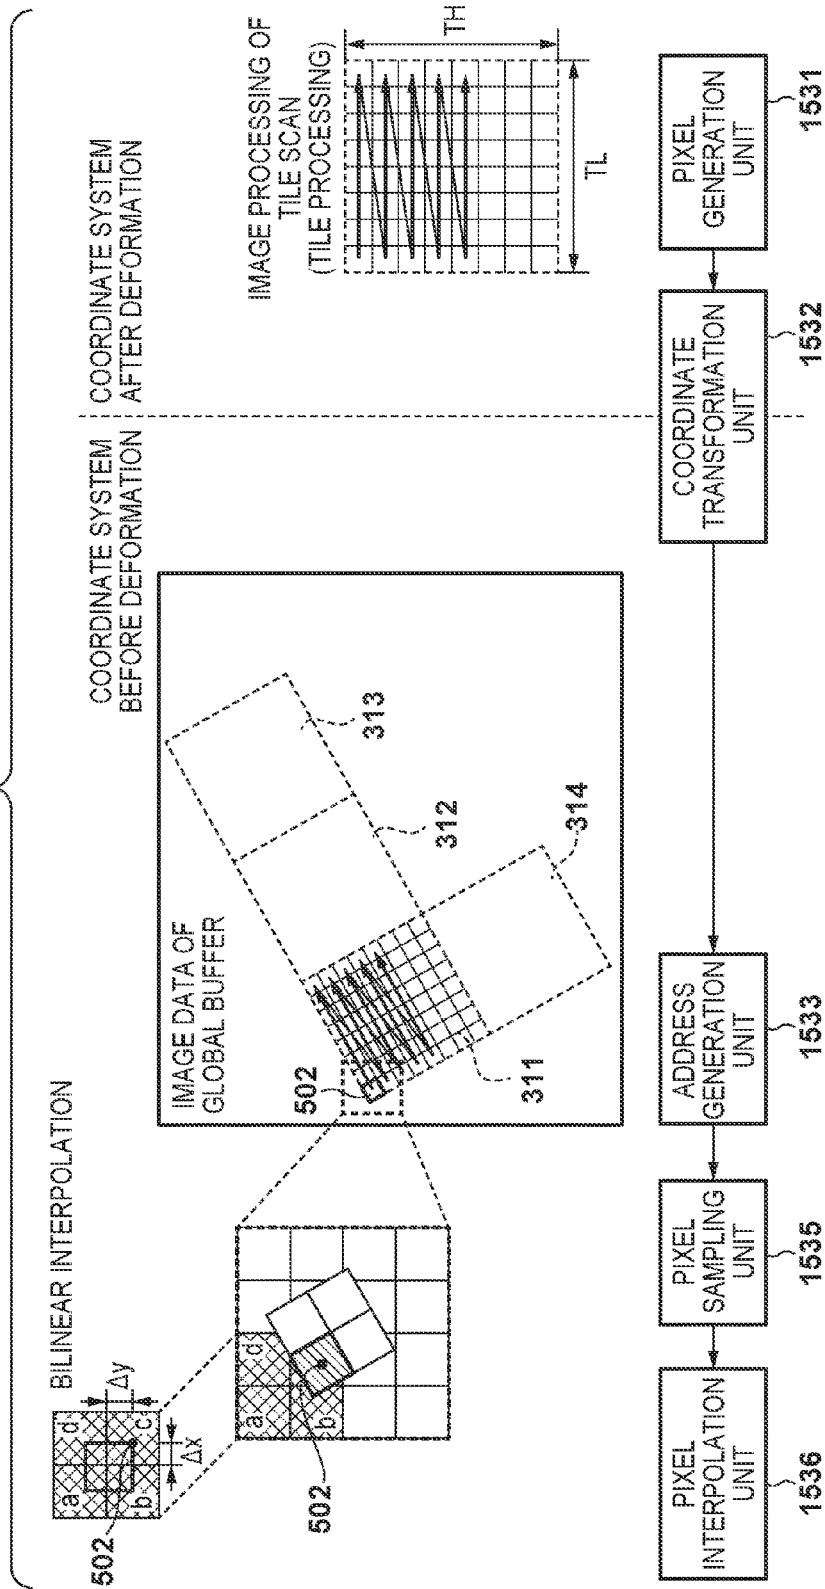 BILINEAR INTERPOLATION
COORDINATE SYSTEM
BEFORE DEFORMATION
COORDINATE SYSTEM
AFTER DEFORMATION
502
a
d
b
c
Δy
Δx
a
d
b
502
IMAGE DATA OF
GLOBAL BUFFER
502
311
312
313
314
IMAGE PROCESSING OF
TILE SCAN
(TILE PROCESSING)
TH
TL
PIXEL
INTERPOLATION
UNIT
1536
PIXEL
SAMPLING
UNIT
1535
ADDRESS
GENERATION
UNIT
1533
COORDINATE
TRANSFORMATION
UNIT
1532
PIXEL
GENERATION
UNIT
1531